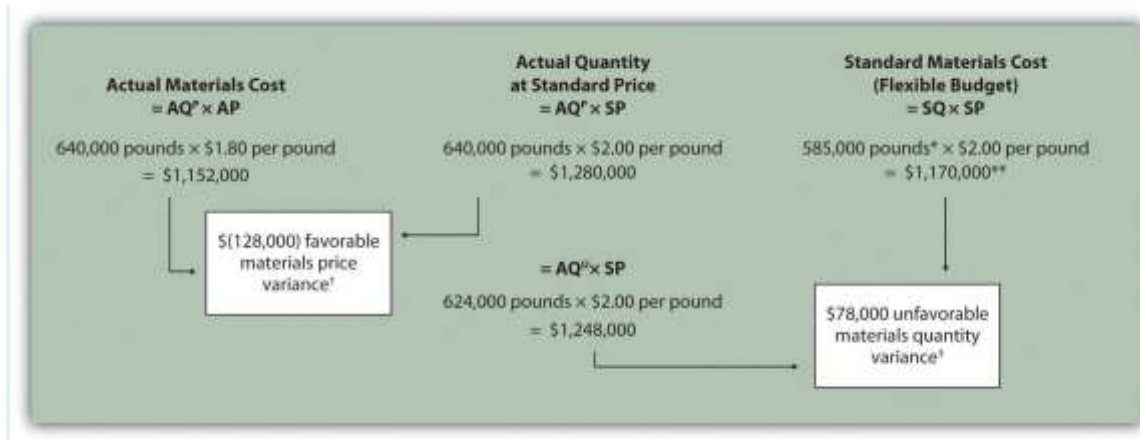 Actual Materials Cost
= AQᴾ × AP
640,000 pounds × $1.80 per pound
= $1,152,000
Actual Quantity
at Standard Price
= AQᴾ × SP
640,000 pounds × $2.00 per pound
= $1,280,000
Standard Materials Cost
(Flexible Budget)
= SQ × SP
585,000 pounds* × $2.00 per pound
= $1,170,000**
$(128,000) favorable
materials price
variance†
= AQᵁ× SP
624,000 pounds × $2.00 per pound
= $1,248,000
$78,000 unfavorable
materials quantity
variance‡